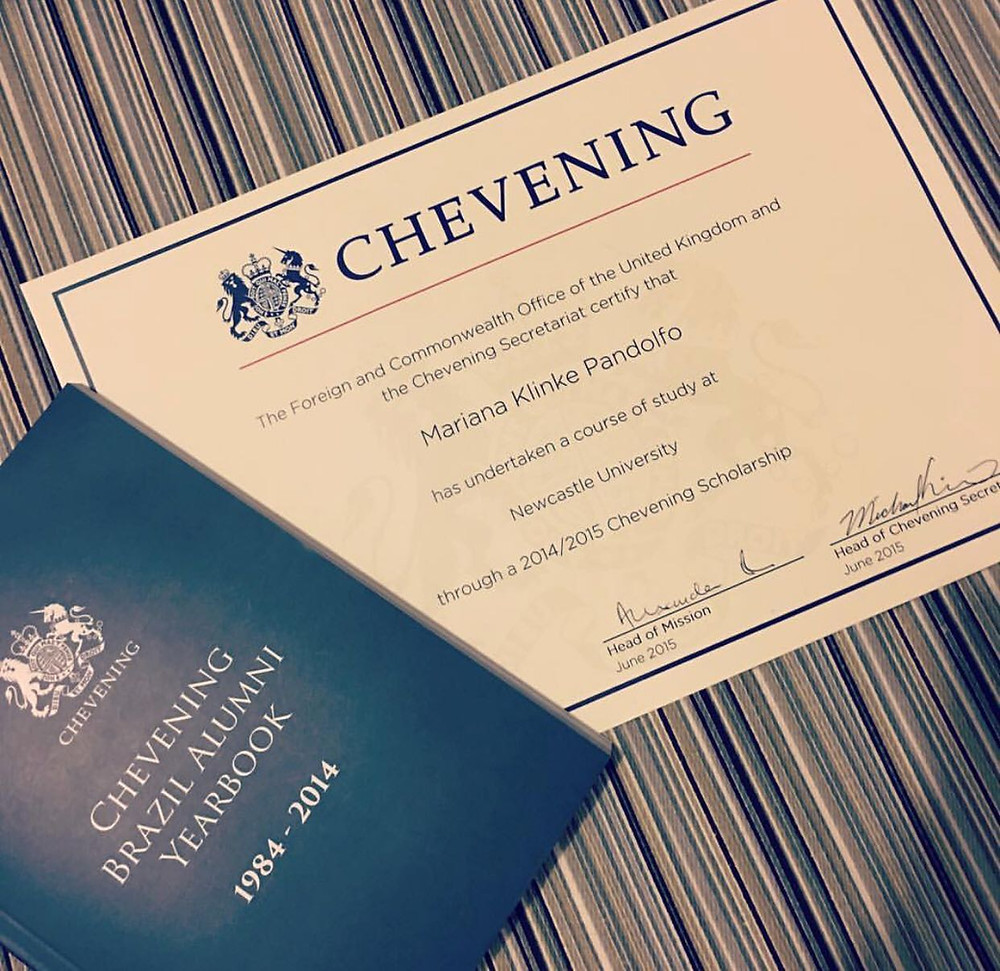 CHEVENING
The Foreign and Commonwealth Office of the United Kingdom and
the Chevening Secretariat certify that
Mariana Klinke Pandolfo
has undertaken a course of study at
Newcastle University
through a 2014/2015 Chevening Scholarship
Head of Mission
June 2015
Head of Chevening Secret
June 2015
CHEVENING
CHEVENING
BRAZIL ALUMNI
YEARBOOK
1984 - 2014